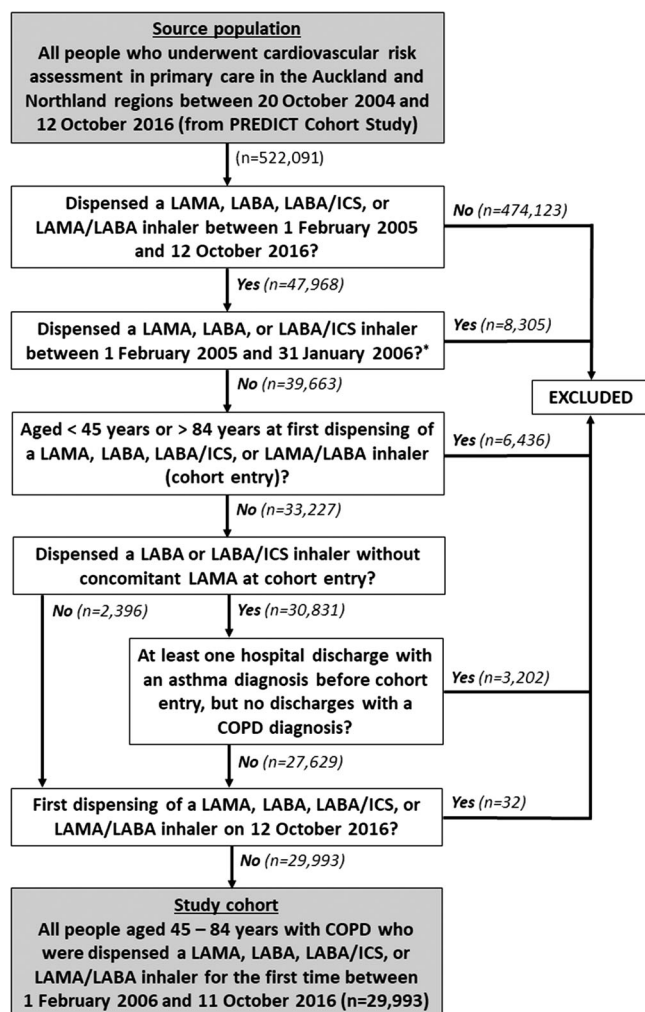 Source population
All people who underwent cardiovascular risk
assessment in primary care in the Auckland and
Northland regions between 20 October 2004 and
12 October 2016 (from PREDICT Cohort Study)
(n=522,091)
Dispensed a LAMA, LABA, LABA/ICS, or
LAMA/LABA inhaler between 1 February 2005
and 12 October 2016?
No (n=474,123)
Yes (n=47,968)
Dispensed a LAMA, LABA, or LABA/ICS inhaler
between 1 February 2005 and 31 January 2006?*
Yes (n=8,305)
No (n=39,663)
EXCLUDED
Aged < 45 years or > 84 years at first dispensing of
a LAMA, LABA, LABA/ICS, or LAMA/LABA inhaler
(cohort entry)?
Yes (n=6,436)
No (n=33,227)
Dispensed a LABA or LABA/ICS inhaler without
concomitant LAMA at cohort entry?
No (n=2,396)
Yes (n=30,831)
At least one hospital discharge with
an asthma diagnosis before cohort
entry, but no discharges with a
COPD diagnosis?
Yes (n=3,202)
No (n=27,629)
First dispensing of a LAMA, LABA, LABA/ICS, or
LAMA/LABA inhaler on 12 October 2016?
Yes (n=32)
No (n=29,993)
Study cohort
All people aged 45 – 84 years with COPD who
were dispensed a LAMA, LABA, LABA/ICS, or
LAMA/LABA inhaler for the first time between
1 February 2006 and 11 October 2016 (n=29,993)